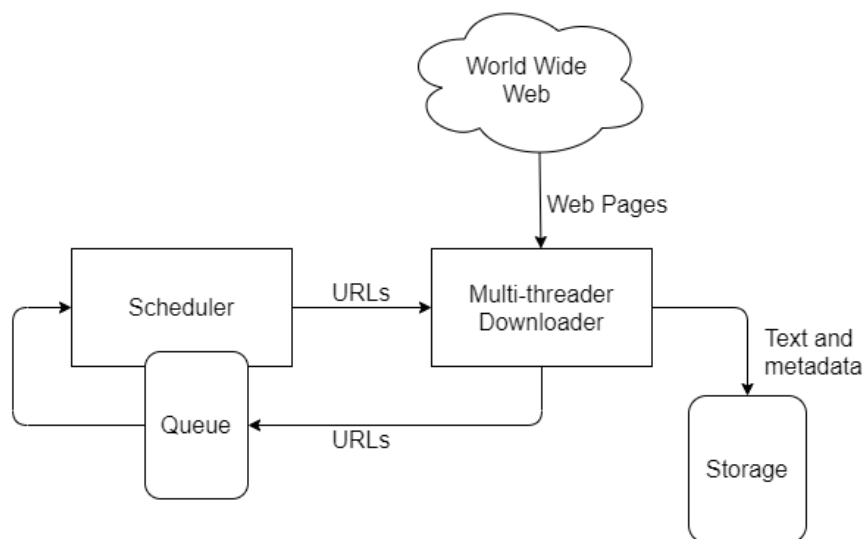 World Wide
Web
Web Pages
Scheduler
URLs
Multi-threader
Downloader
Text and
metadata
Queue
URLs
Storage